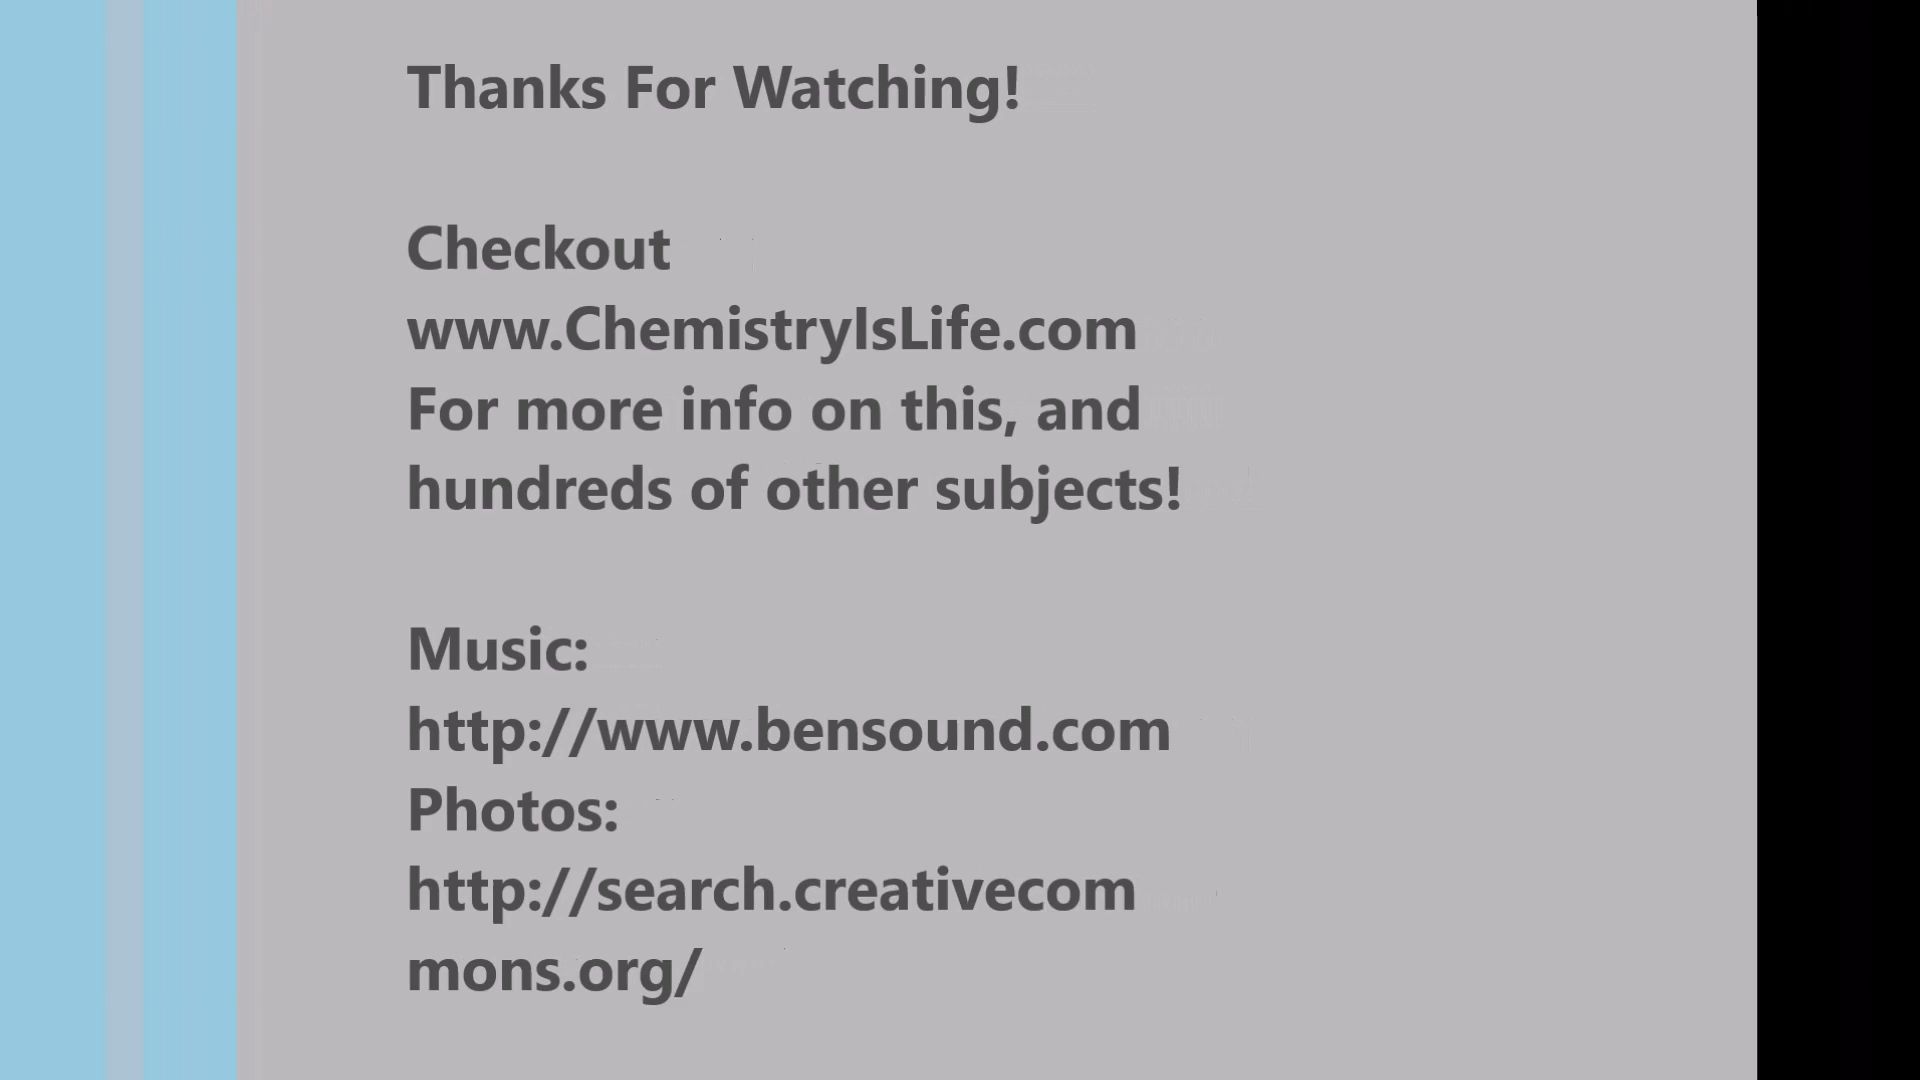 Thanks For Watching!
Checkout
www.ChemistryIsLife.com
For more info on this, and
hundreds of other subjects!
Music:
http://www.bensound.com
Photos:
http://search.creativecom
mons.org/